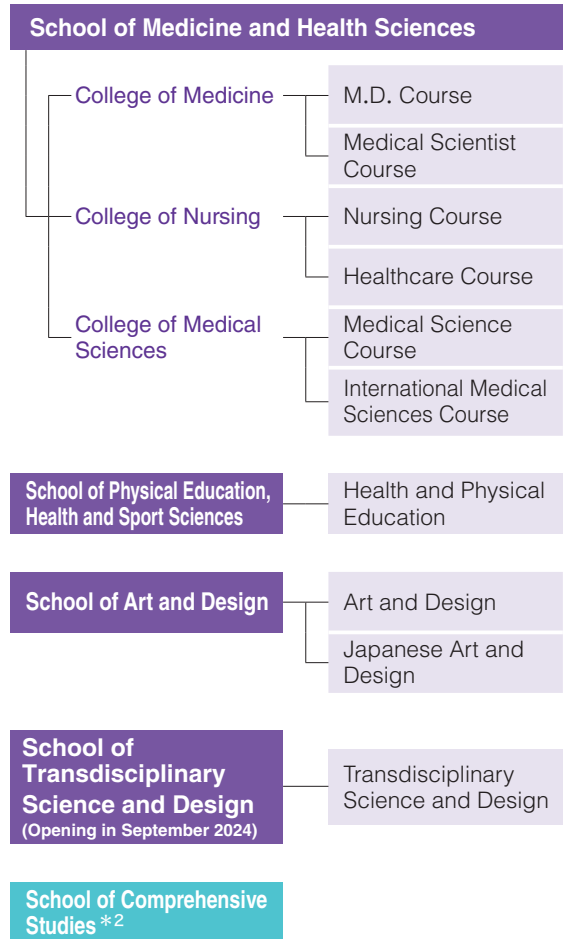 School of Medicine and Health Sciences
College of Medicine
M.D. Course
Medical Scientist
Course
College of Nursing
Nursing Course
Healthcare Course
College of Medical
Sciences
Medical Science
Course
International Medical
Sciences Course
School of Physical Education,
Health and Sport Sciences
Health and Physical
Education
School of Art and Design
Art and Design
Japanese Art and
Design
School of
Transdisciplinary
Science and Design
(Opening in September 2024)
Transdisciplinary
Science and Design
School of Comprehensive
Studies *2